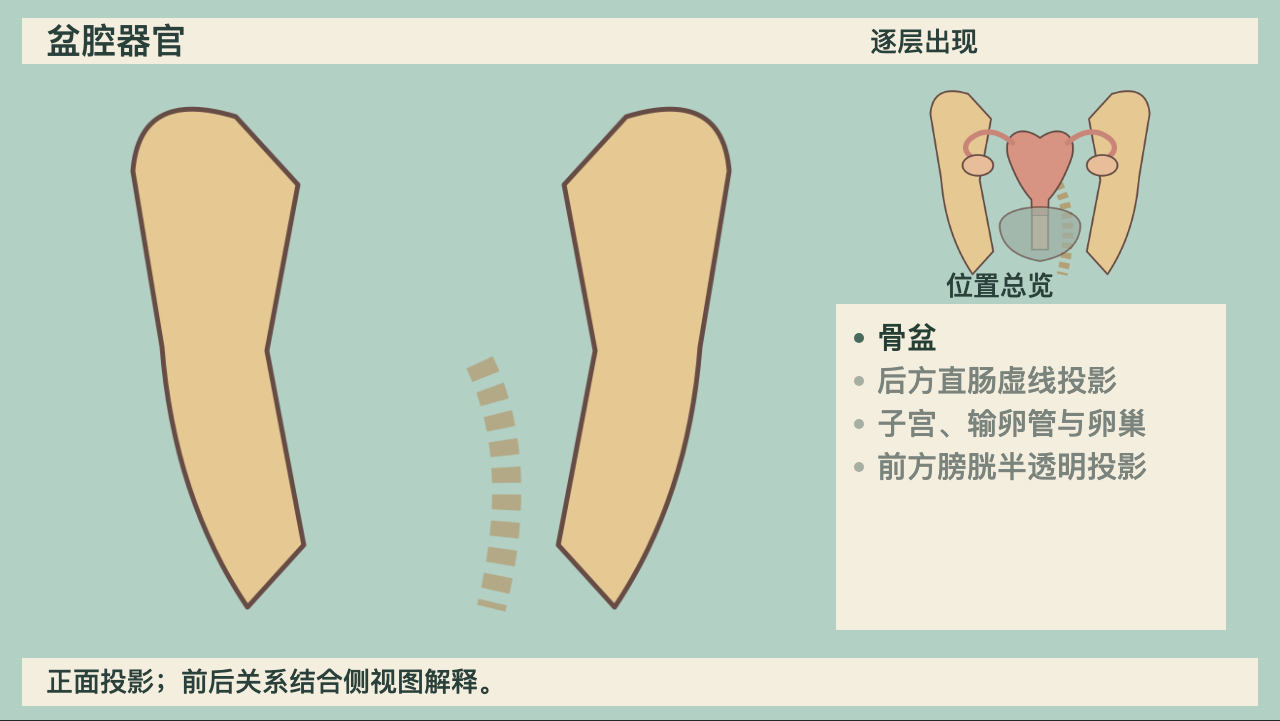 盆腔器官
逐层出现
位置总览
• 骨盆
• 后方直肠虚线投影
• 子宫、输卵管与卵巢
• 前方膀胱半透明投影
正面投影；前后关系结合侧视图解释。